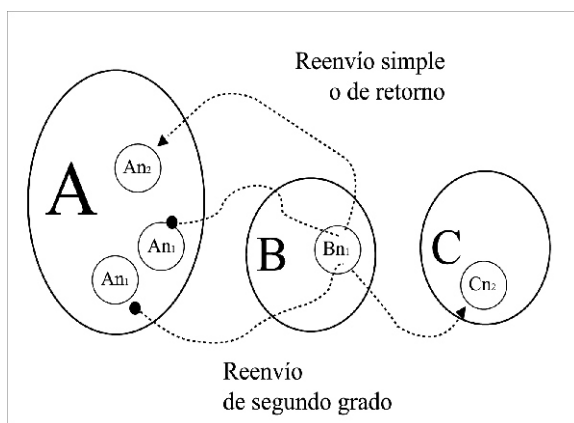 Reenvío simple
o de retorno
A
An2
An1
An1
B
Bn1
C
Cn2
Reenvío
de segundo grado